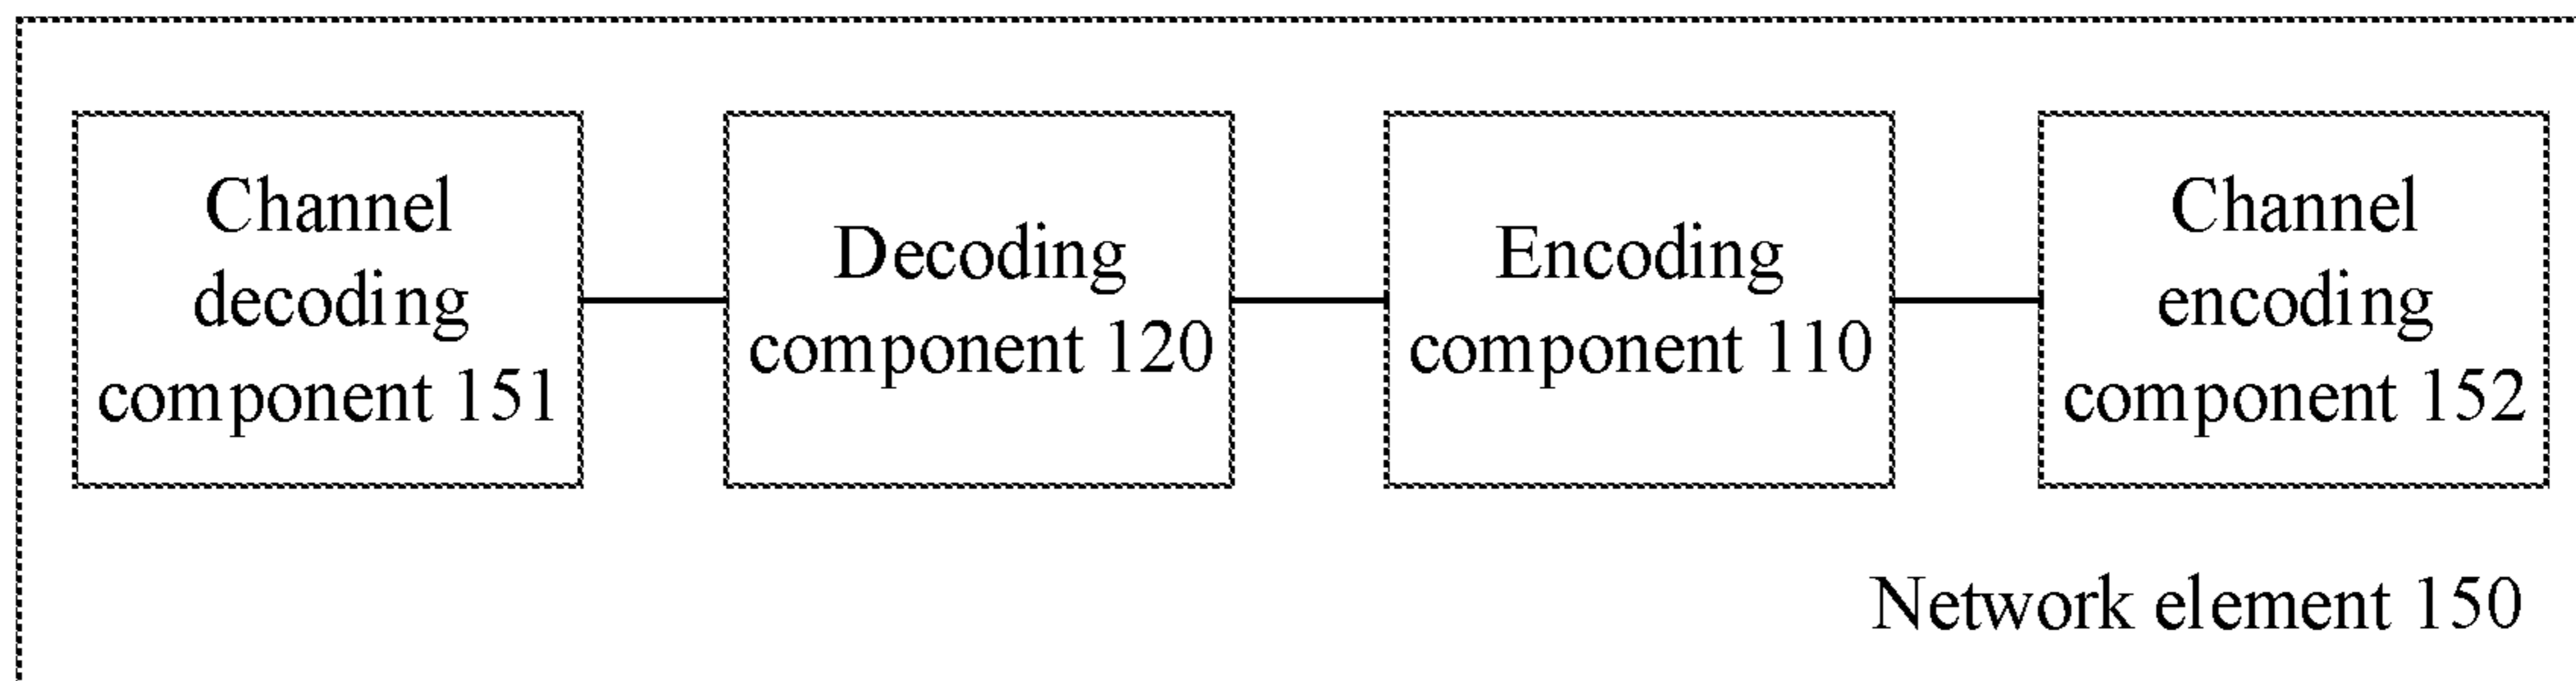 Channel
decoding
component 151
Decoding
component 120
Encoding
component 110
Channel
encoding
component 152
Network element 150